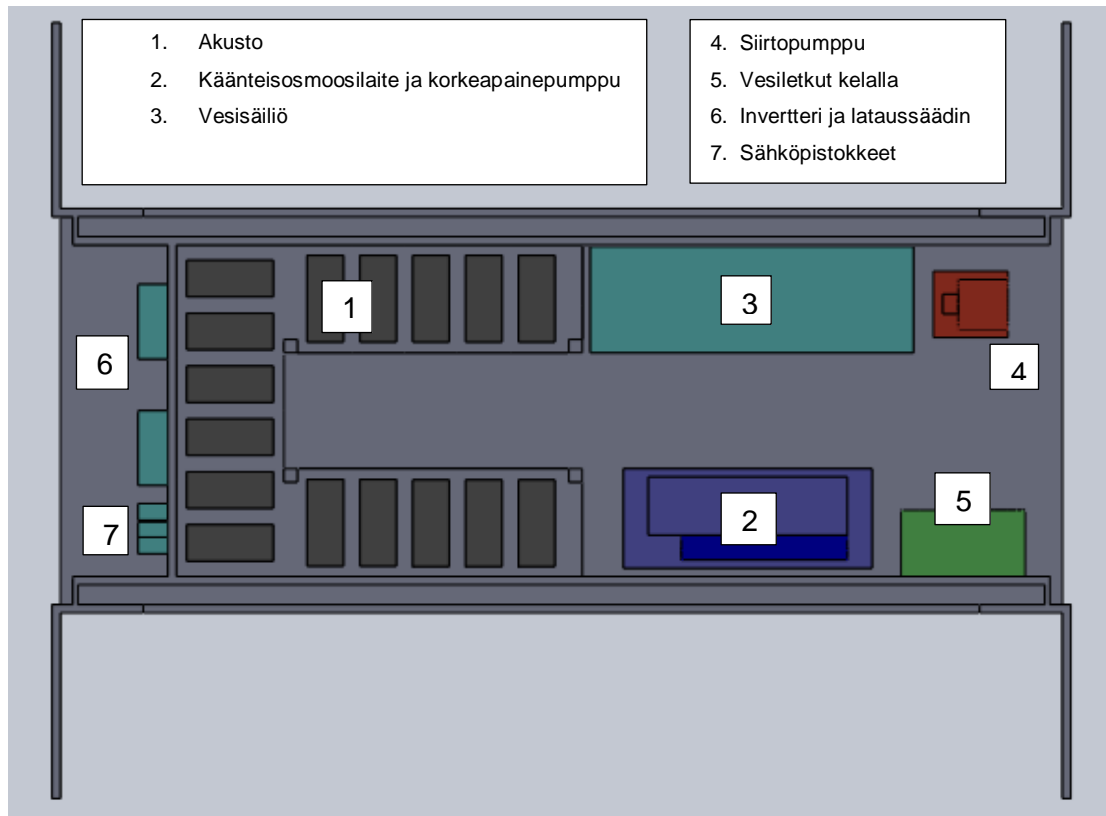 1. Akusto
2. Käänteisosmoosilaite ja korkeapainepumppu
3. Vesisäiliö
4. Siirtopumppu
5. Vesiletkut kelalla
6. Invertteri ja lataussäädin
7. Sähköpistokkeet
1
3
6
4
5
2
7